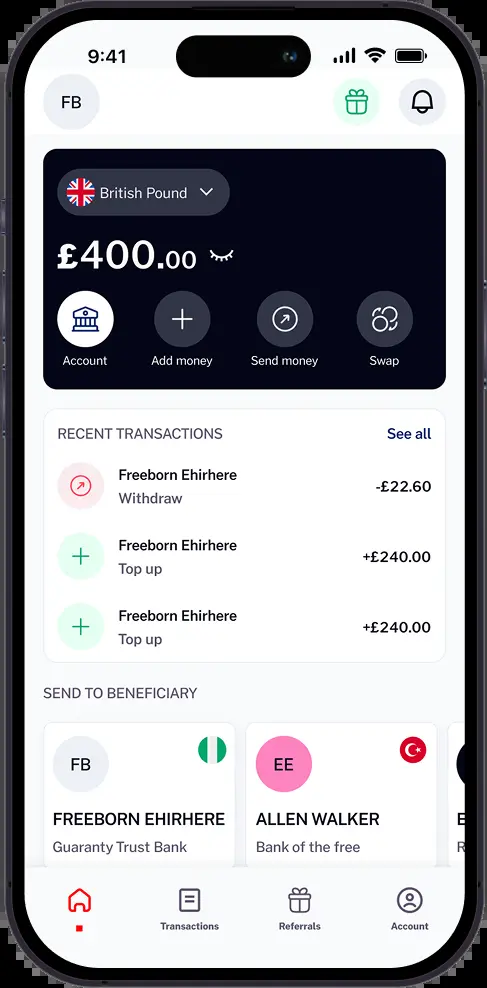 9:41
FB
British Pound
£400.00
Account
Add money
Send money
Swap
RECENT TRANSACTIONS
See all
Freeborn Ehirhere
Withdraw
-£22.60
Freeborn Ehirhere
Top up
+£240.00
Freeborn Ehirhere
Top up
+£240.00
SEND TO BENEFICIARY
FB
EE
FREEBORN EHIRHERE
ALLEN WALKER
Guaranty Trust Bank
Bank of the free
Transactions
Referrals
Account